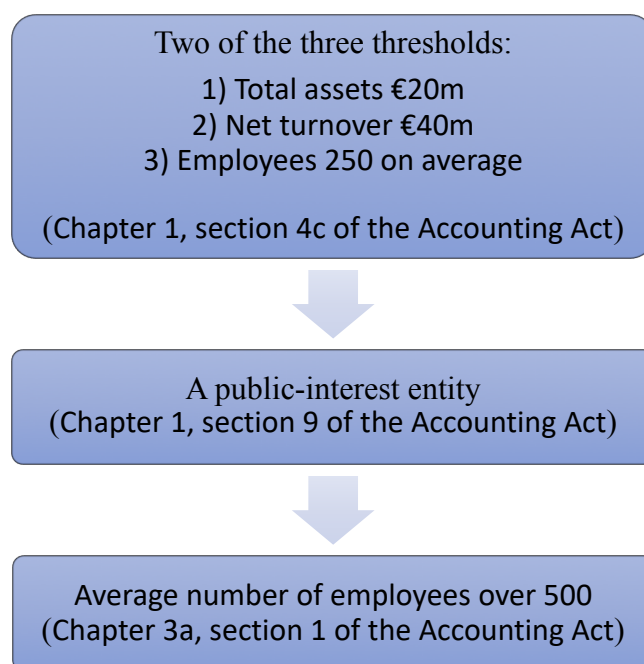 Two of the three thresholds:
1) Total assets €20m
2) Net turnover €40m
3) Employees 250 on average
(Chapter 1, section 4c of the Accounting Act)
A public-interest entity
(Chapter 1, section 9 of the Accounting Act)
Average number of employees over 500
(Chapter 3a, section 1 of the Accounting Act)